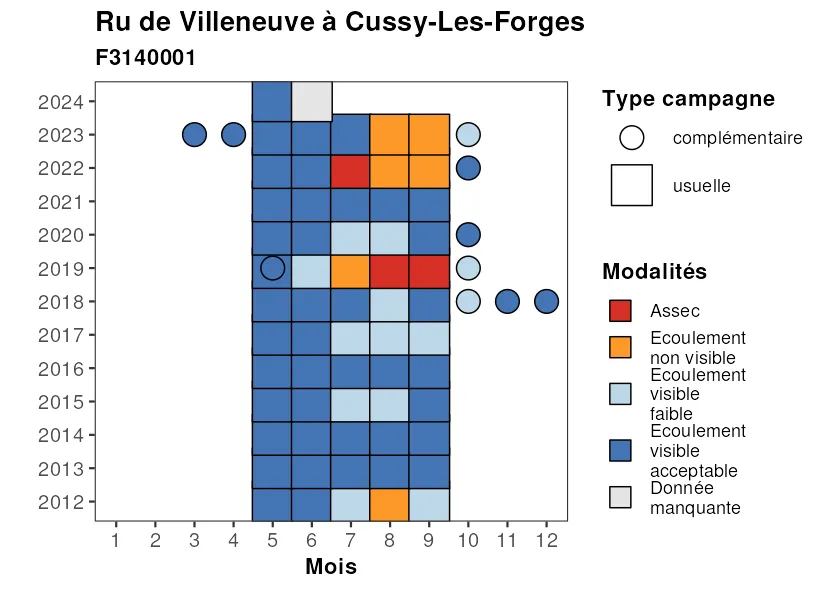 Ru de Villeneuve à Cussy-Les-Forges
F3140001
2024
2023
2022
2021
2020
2019
2018
2017
2016
2015
2014
2013
2012
1 2 3 4 5 6 7 8 9 10 11 12
Mois
Type campagne
complémentaire
usuelle
Modalités
Assec
Ecoulement
non visible
Ecoulement
visible
faible
Ecoulement
visible
acceptable
Donnée
manquante